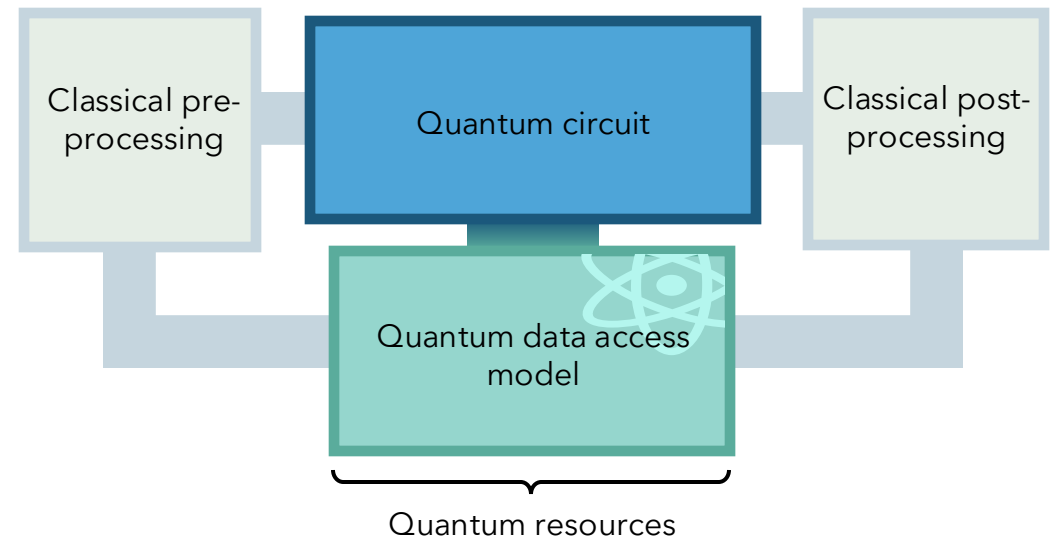 Classical pre-
processing
Quantum circuit
Classical post-
processing
Quantum data access
model
Quantum resources